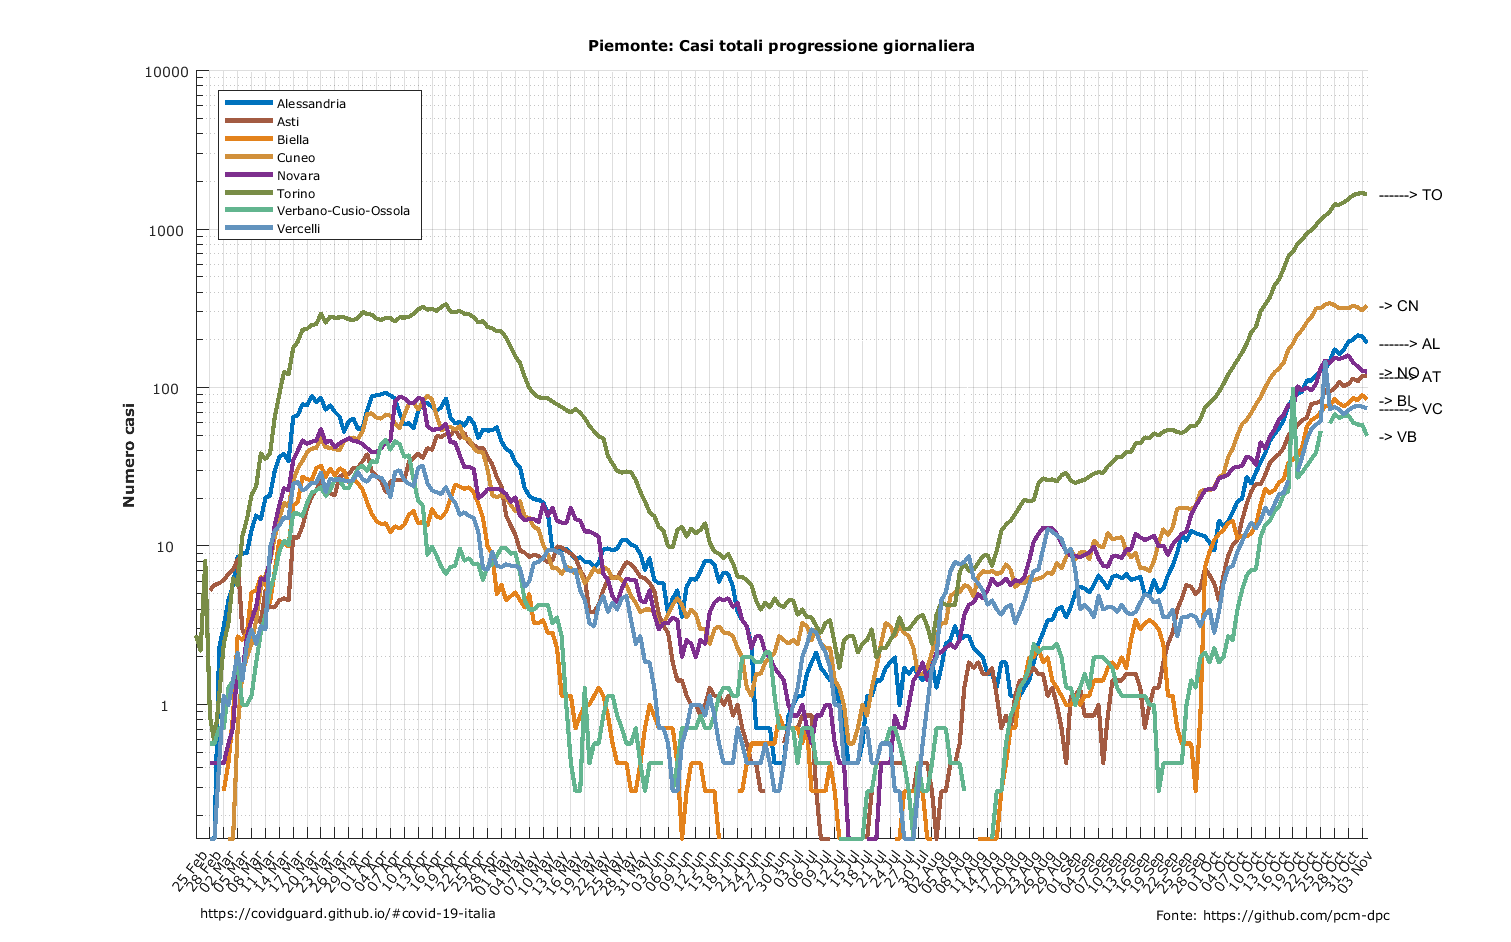 Piemonte: Casi totali progressione giornaliera
Numero casi
10000
1000
100
10
1
Alessandria
Asti
Biella
Cuneo
Novara
Torino
Verbano-Cusio-Ossola
Vercelli
------> TO
-> CN
------> AL
-> NO
------> AT
-> BI
------> VC
-> VB
25 Feb
28 Feb
02 Mar
05 Mar
08 Mar
11 Mar
14 Mar
17 Mar
20 Mar
23 Mar
26 Mar
29 Mar
01 Apr
04 Apr
07 Apr
10 Apr
13 Apr
16 Apr
19 Apr
22 Apr
25 Apr
28 Apr
01 May
04 May
07 May
10 May
13 May
16 May
19 May
22 May
25 May
28 May
31 May
03 Jun
06 Jun
09 Jun
12 Jun
15 Jun
18 Jun
21 Jun
24 Jun
27 Jun
30 Jun
03 Jul
06 Jul
09 Jul
12 Jul
15 Jul
18 Jul
21 Jul
24 Jul
27 Jul
30 Jul
02 Aug
05 Aug
08 Aug
11 Aug
14 Aug
17 Aug
20 Aug
23 Aug
26 Aug
29 Aug
01 Sep
04 Sep
07 Sep
10 Sep
13 Sep
16 Sep
19 Sep
22 Sep
25 Sep
28 Sep
01 Oct
04 Oct
07 Oct
10 Oct
13 Oct
16 Oct
19 Oct
22 Oct
25 Oct
28 Oct
31 Oct
03 Nov
https://covidguard.github.io/#covid-19-italia
Fonte: https://github.com/pcm-dpc